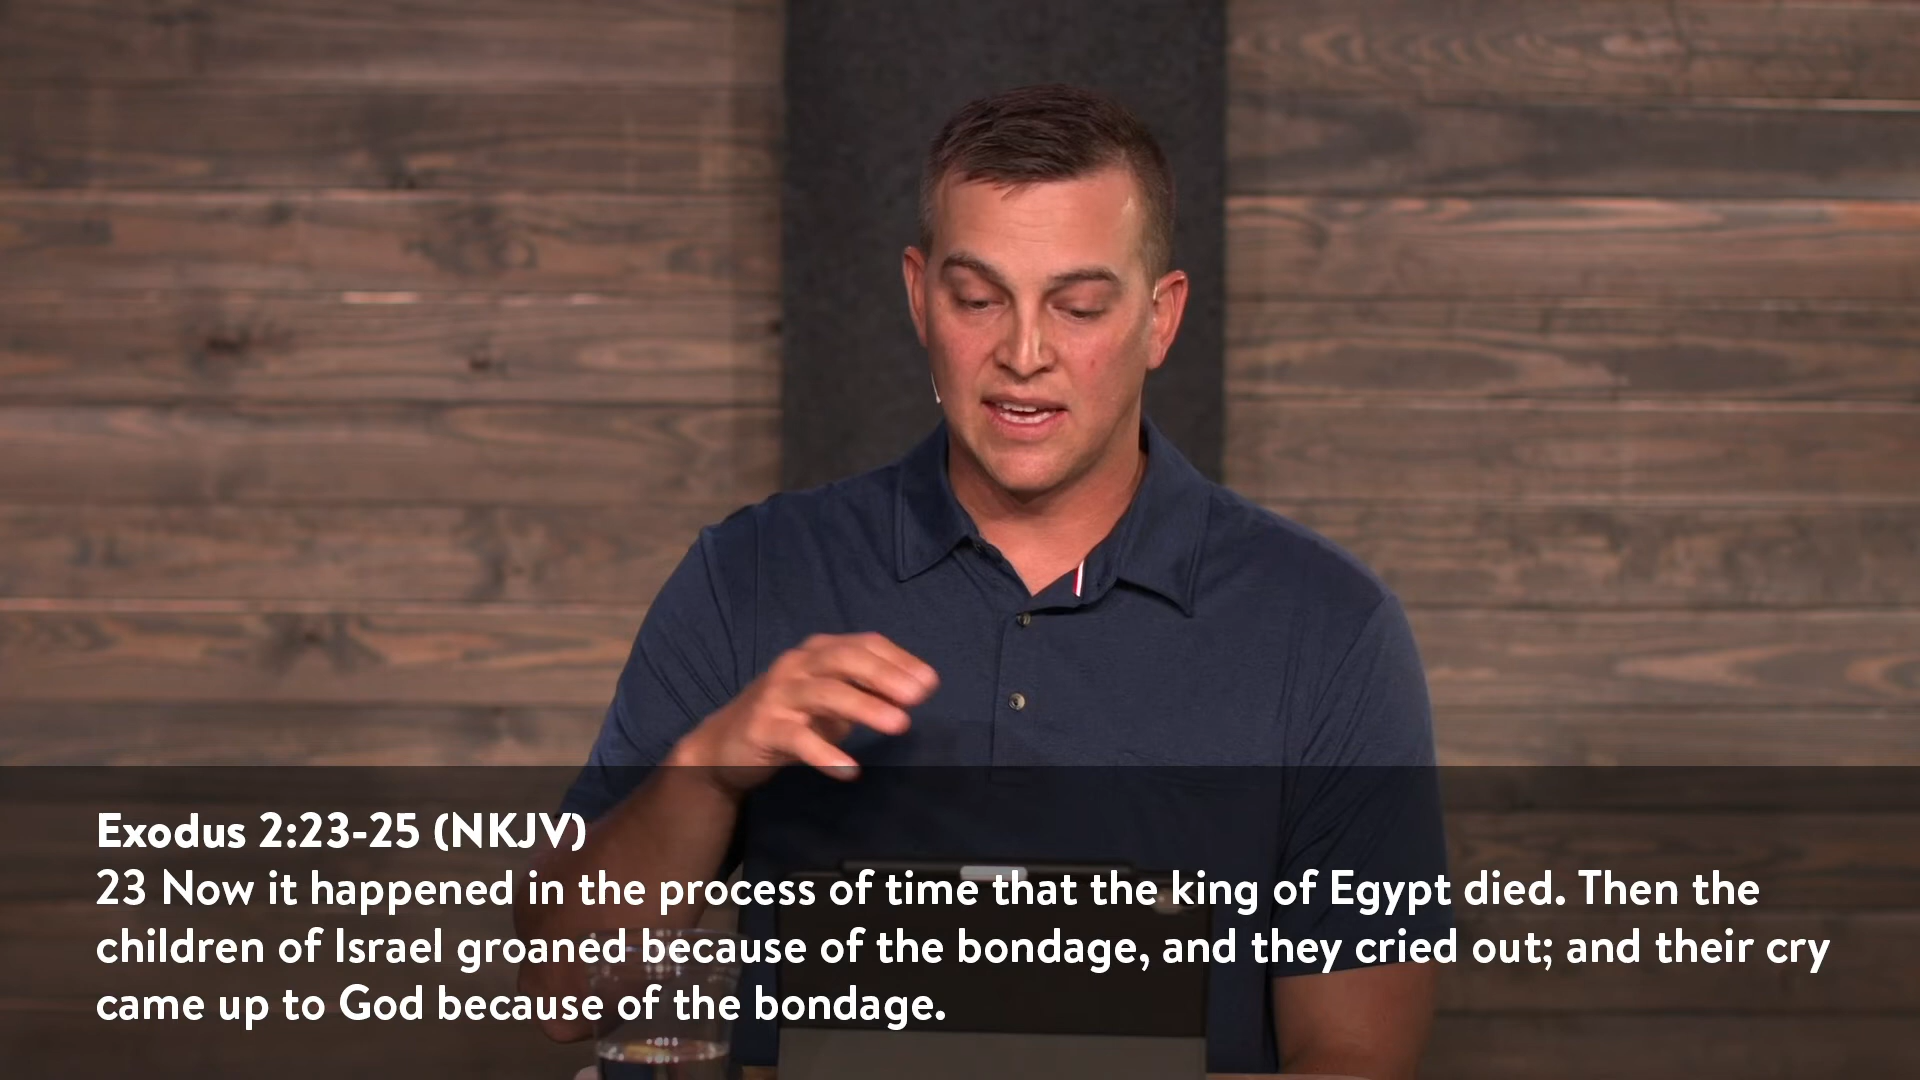 Exodus 2:23-25 (NKJV)
23 Now it happened in the process of time that the king of Egypt died. Then the
children of Israel groaned because of the bondage, and they cried out; and their cry
came up to God because of the bondage.